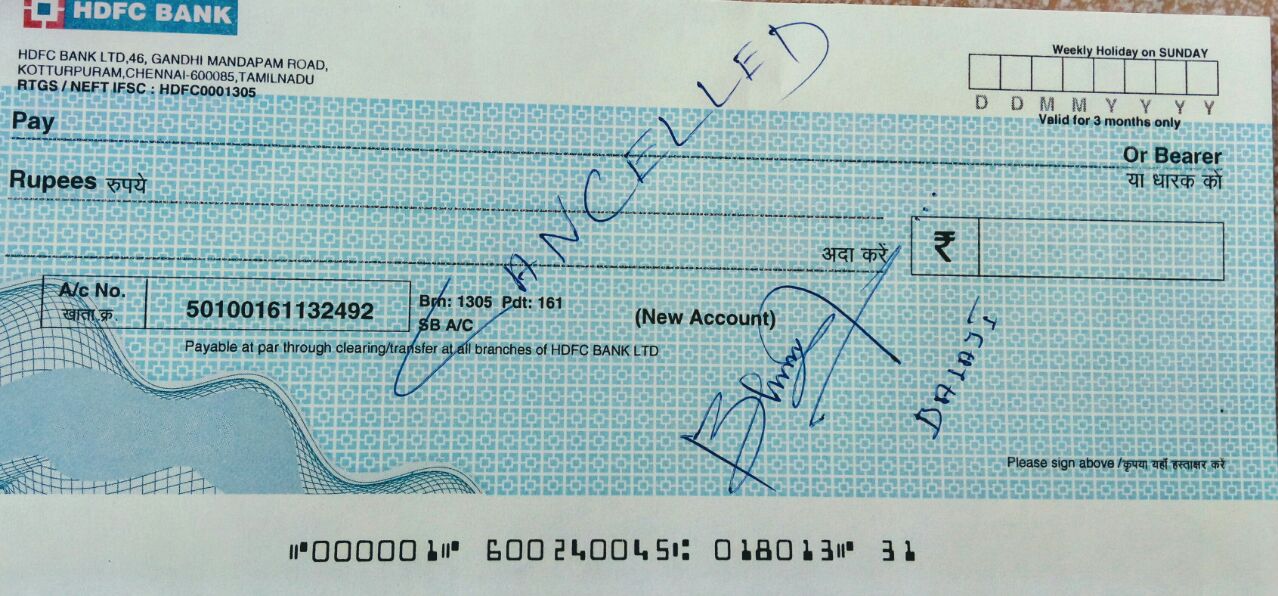 HDFC BANK
HDFC BANK LTD,46, GANDHI MANDAPAM ROAD,
KOTTURPURAM,CHENNAI-600085,TAMILNADU
RTGS / NEFT IFSC : HDFC0001305
Weekly Holiday on SUNDAY
D D M M Y Y Y Y
Valid for 3 months only
Pay
Or Bearer
या धारक को
Rupees रुपये
CANCELLED
अदा करें
₹
A/c No.
खाता क्र.
50100161132492
Brn: 1305 Pdt: 161
SB A/C
(New Account)
Payable at par through clearing/transfer at all branches of HDFC BANK LTD
Please sign above /कृपया यहाँ हस्ताक्षर करें
⑈000001⑈ 600240045⑆ 018013⑈ 31